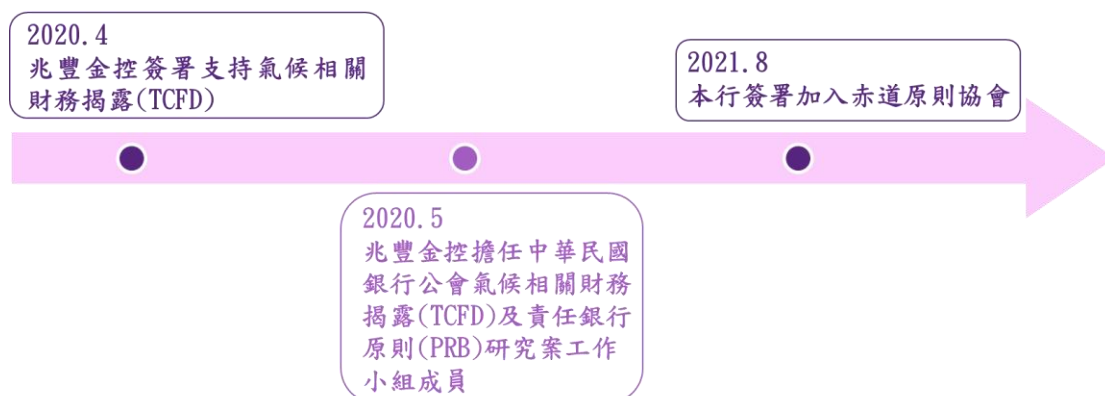 2020.4
兆豐金控簽署支持氣候相關
財務揭露(TCFD)
2020.5
兆豐金控擔任中華民國
銀行公會氣候相關財務
揭露(TCFD)及責任銀行
原則(PRB)研究案工作
小組成員
2021.8
本行簽署加入赤道原則協會